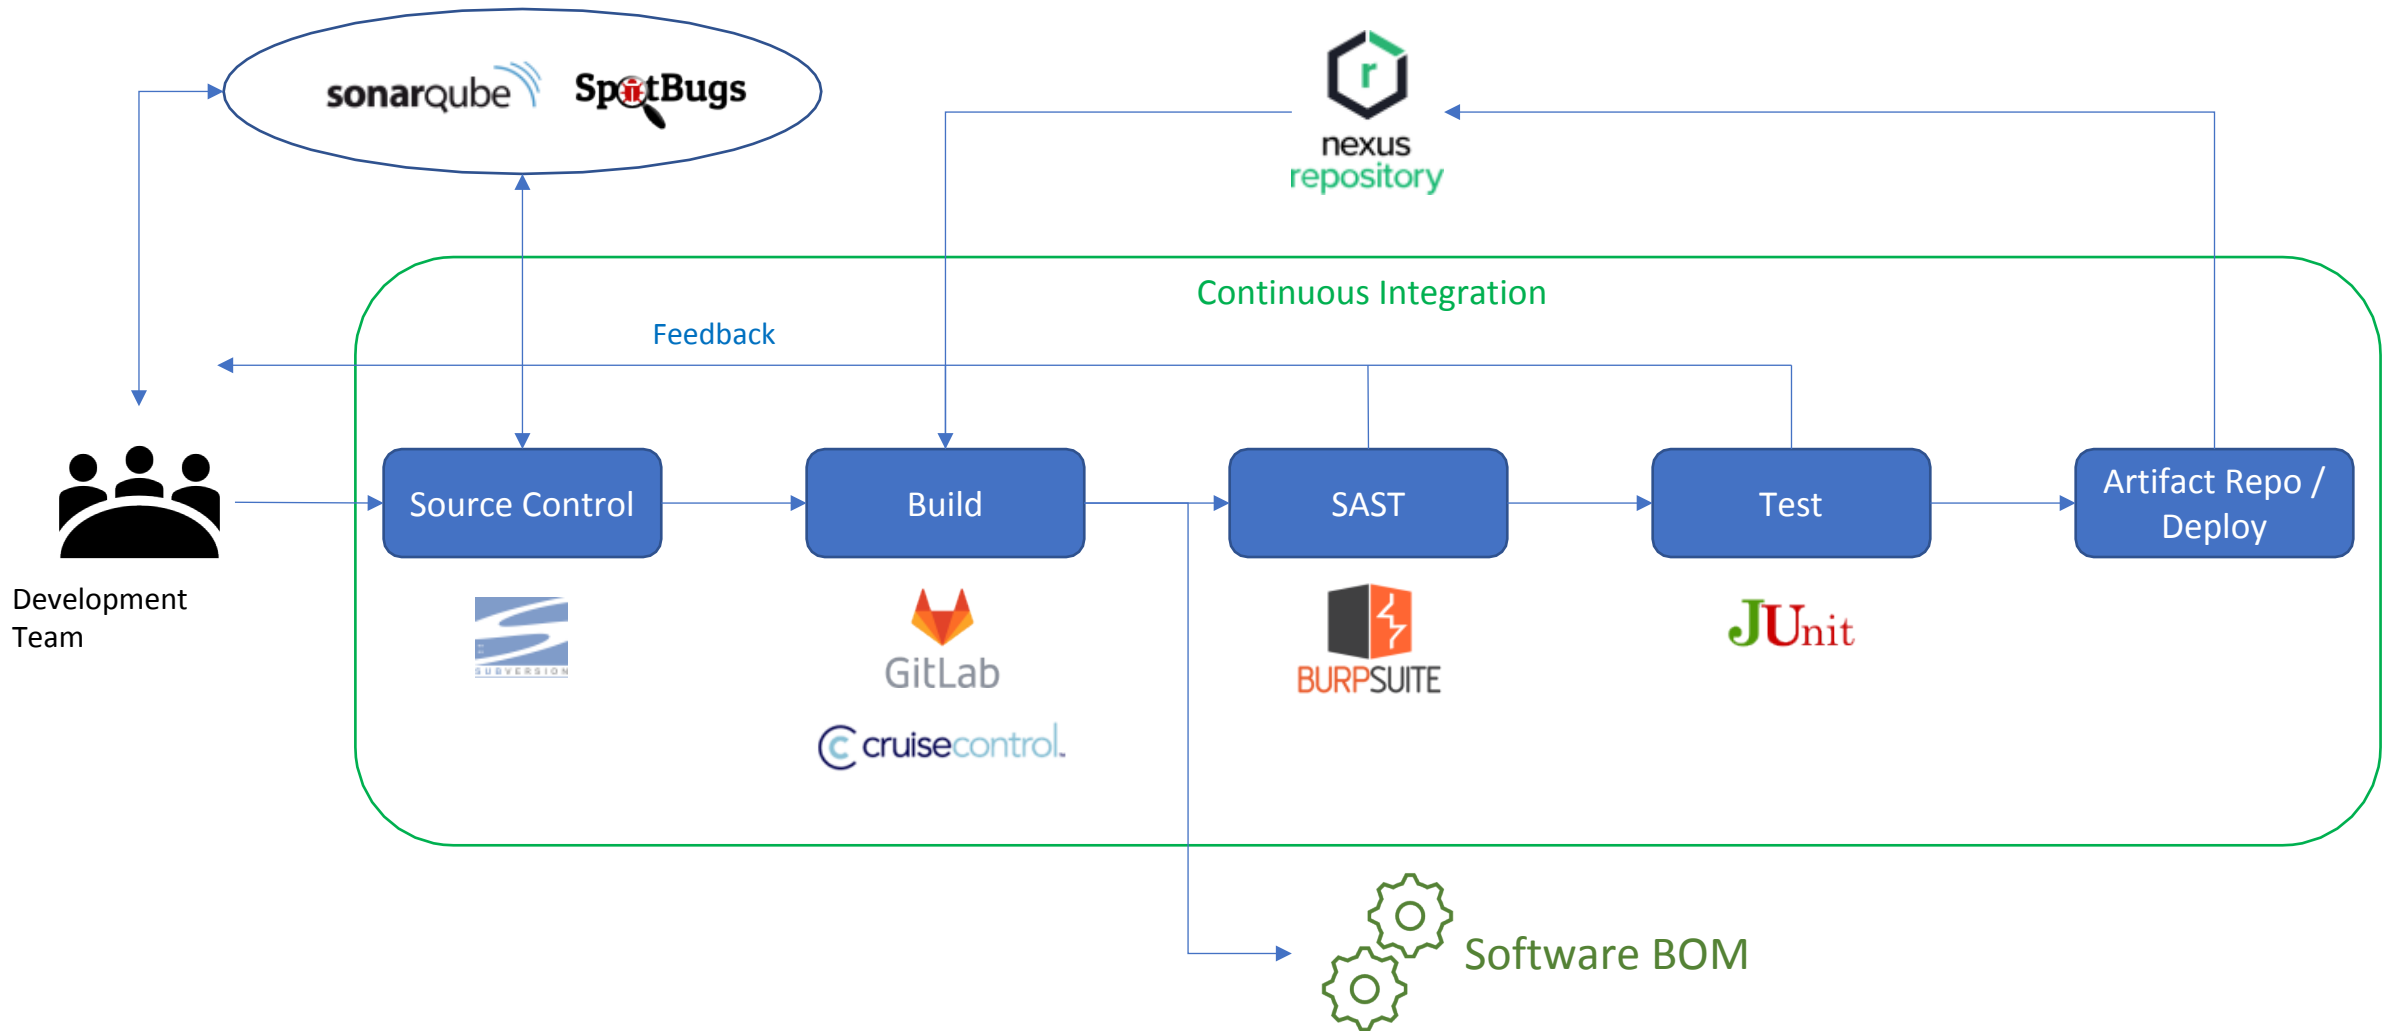 sonarqube
SpotBugs
r
nexus
repository
Continuous Integration
Feedback
Source Control
Build
SAST
Test
Artifact Repo /
Deploy
Development
Team
SUBVERSION
GitLab
cruisecontrol
BURPSUITE
JUnit
Software BOM